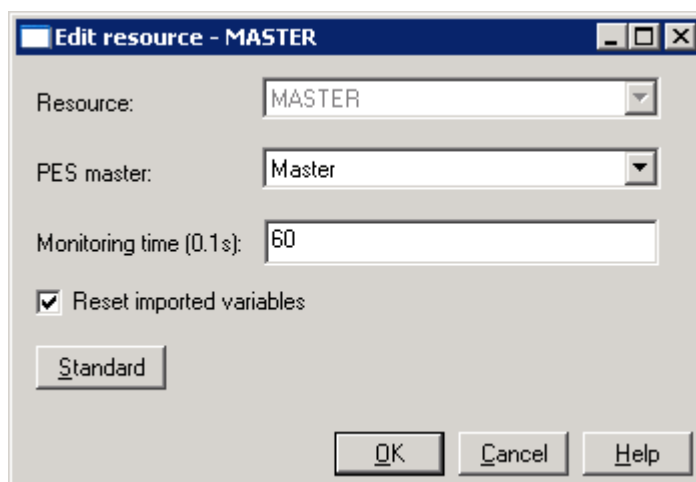 Edit resource - MASTER
Resource: MASTER
PES master: Master
Monitoring time (0.1s): 60
Reset imported variables
Standard
OK Cancel Help